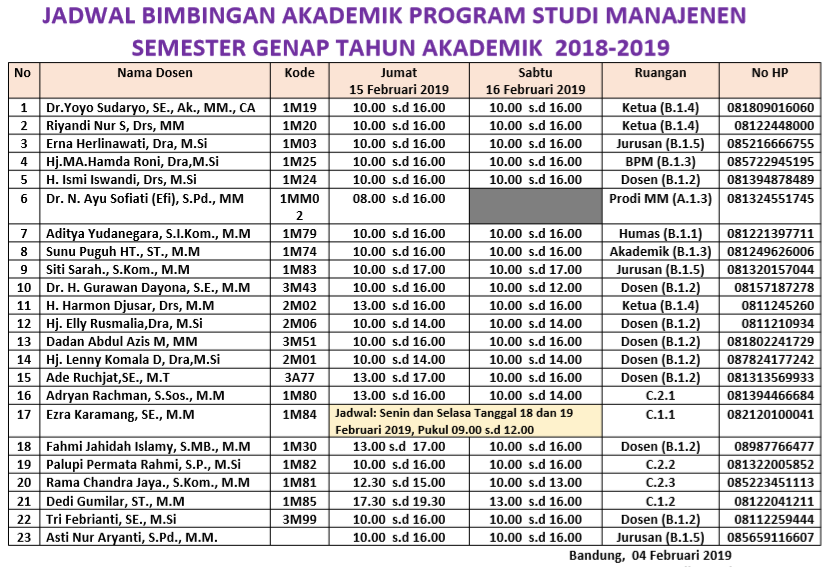 JADWAL BIMBINGAN AKADEMIK PROGRAM STUDI MANAJENEN
SEMESTER GENAP TAHUN AKADEMIK 2018-2019
No Nama Dosen Kode Jumat 15 Februari 2019 Sabtu 16 Februari 2019 Ruangan No HP
1 Dr.Yoyo Sudaryo, SE., Ak., MM., CA 1M19 10.00 s.d 16.00 10.00 s.d 16.00 Ketua (B.1.4) 081809016060
2 Riyandi Nur S, Drs, MM 1M20 10.00 s.d 16.00 10.00 s.d 16.00 Ketua (B.1.4) 08122448000
3 Erna Herlinawati, Dra, M.Si 1M03 10.00 s.d 16.00 10.00 s.d 16.00 Jurusan (B.1.5) 085216666755
4 Hj.MA.Hamda Roni, Dra,M.Si 1M25 10.00 s.d 16.00 10.00 s.d 16.00 BPM (B.1.3) 085722945195
5 H. Ismi Iswandi, Drs, M.Si 1M24 10.00 s.d 16.00 10.00 s.d 16.00 Dosen (B.1.2) 081394878489
6 Dr. N. Ayu Sofiati (Efi), S.Pd., MM 1MM02 08.00 s.d 16.00 Prodi MM (A.1.3) 081324551745
7 Aditya Yudanegara, S.I.Kom., M.M 1M79 10.00 s.d 16.00 10.00 s.d 16.00 Humas (B.1.1) 081221397711
8 Sunu Puguh HT., ST., M.M 1M74 10.00 s.d 16.00 10.00 s.d 16.00 Akademik (B.1.3) 081249626006
9 Siti Sarah., S.Kom., M.M 1M83 10.00 s.d 17.00 10.00 s.d 17.00 Jurusan (B.1.5) 081320157044
10 Dr. H. Gurawan Dayona, S.E., M.M 3M43 10.00 s.d 16.00 10.00 s.d 12.00 Dosen (B.1.2) 08157187278
11 H. Harmon Djusar, Drs, M.M 2M02 13.00 s.d 16.00 10.00 s.d 16.00 Ketua (B.1.4) 0811245260
12 Hj. Elly Rusmalia,Dra, M.Si 2M06 10.00 s.d 14.00 10.00 s.d 14.00 Dosen (B.1.2) 0811210934
13 Dadan Abdul Azis M, MM 3M51 10.00 s.d 16.00 10.00 s.d 16.00 Dosen (B.1.2) 081802241729
14 Hj. Lenny Komala D, Dra,M.Si 2M01 10.00 s.d 14.00 10.00 s.d 14.00 Dosen (B.1.2) 087824177242
15 Ade Ruchjat,SE., M.T 3A77 13.00 s.d 17.00 10.00 s.d 16.00 Dosen (B.1.2) 081313569933
16 Adryan Rachman, S.Sos., M.M 1M80 13.00 s.d 16.00 10.00 s.d 14.00 C.2.1 081394466684
17 Ezra Karamang, SE., M.M 1M84 Jadwal: Senin dan Selasa Tanggal 18 dan 19 Februari 2019, Pukul 09.00 s.d 12.00 C.1.1 082120100041
18 Fahmi Jahidah Islamy, S.MB., M.M 1M30 13.00 s.d 17.00 10.00 s.d 16.00 Dosen (B.1.2) 08987766477
19 Palupi Permata Rahmi, S.P., M.Si 1M82 10.00 s.d 16.00 10.00 s.d 16.00 C.2.2 081322005852
20 Rama Chandra Jaya., S.Kom., M.M 1M81 12.30 s.d 15.00 10.00 s.d 13.00 C.2.3 085223451113
21 Dedi Gumilar, ST., M.M 1M85 17.30 s.d 19.30 13.00 s.d 16.00 C.1.2 08122041211
22 Tri Febrianti, SE., M.Si 3M99 10.00 s.d 16.00 10.00 s.d 16.00 Dosen (B.1.2) 08112259444
23 Asti Nur Aryanti, S.Pd., M.M. 10.00 s.d 16.00 10.00 s.d 16.00 Jurusan (B.1.5) 085659116607
Bandung, 04 Februari 2019